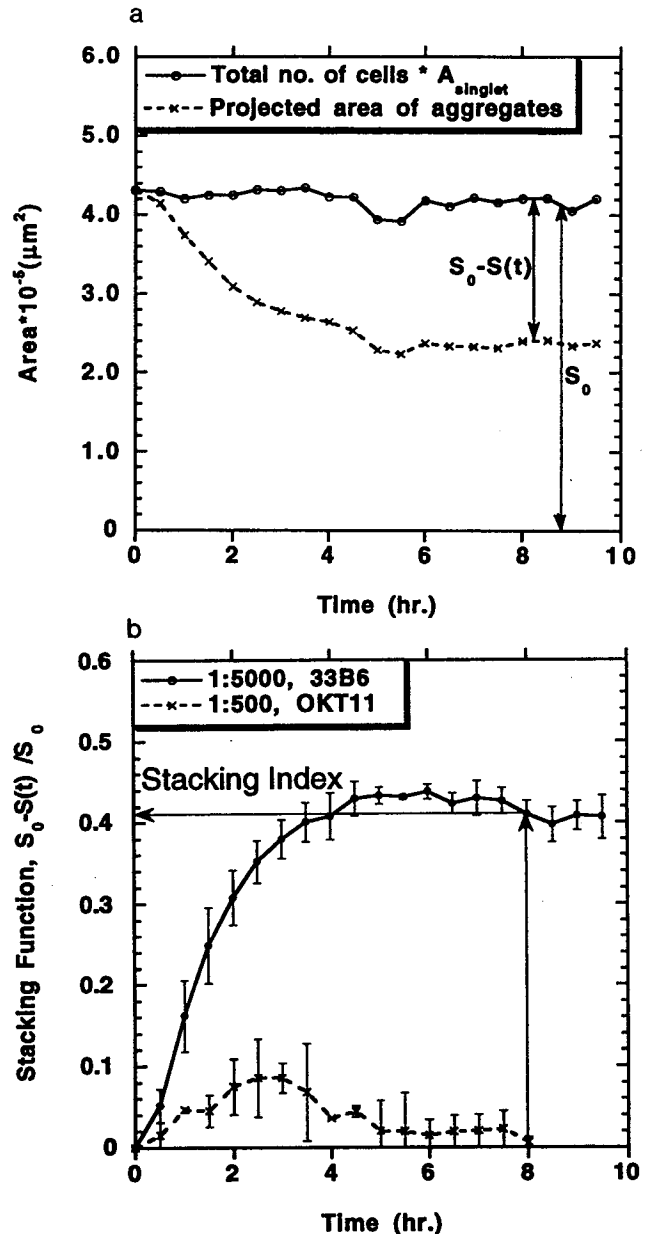 a
6.0
5.0
4.0
3.0
2.0
1.0
0
Area*10⁻⁵(μm²)
Total no. of cells * A_singlet
Projected area of aggregates
S₀-S(t)
S₀
0 2 4 6 8 10
Time (hr.)
b
0.6
0.5
0.4
0.3
0.2
0.1
0
Stacking Function, S₀-S(t) /S₀
1:5000, 33B6
1:500, OKT11
Stacking Index
0 2 4 6 8 10
Time (hr.)